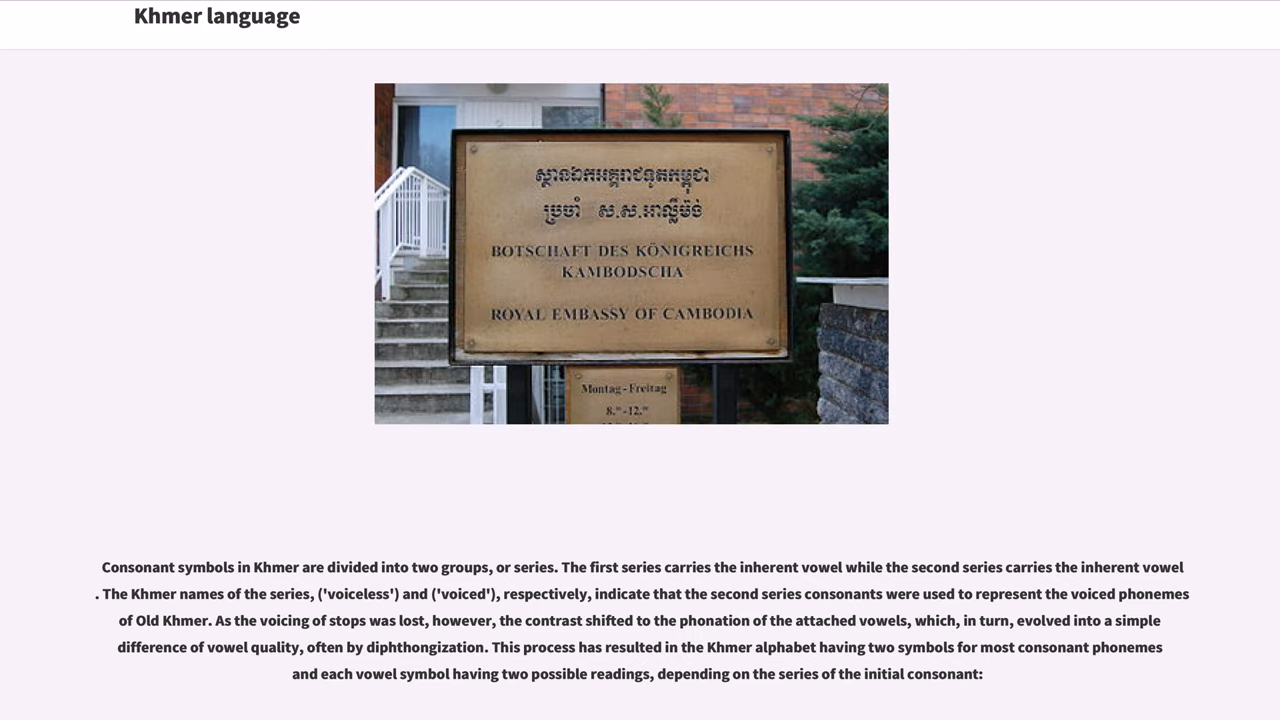 Khmer language
ស្ថានឯកអគ្គរាជទូតកម្ពុជា
ប្រចាំ ស.ស.អាល្លឺម៉ង់
BOTSCHAFT DES KÖNIGREICHS
KAMBODSCHA
ROYAL EMBASSY OF CAMBODIA
Montag - Freitag
8.ºº -12.ºº
Consonant symbols in Khmer are divided into two groups, or series. The first series carries the inherent vowel while the second series carries the inherent vowel
. The Khmer names of the series, ('voiceless') and ('voiced'), respectively, indicate that the second series consonants were used to represent the voiced phonemes
of Old Khmer. As the voicing of stops was lost, however, the contrast shifted to the phonation of the attached vowels, which, in turn, evolved into a simple
difference of vowel quality, often by diphthongization. This process has resulted in the Khmer alphabet having two symbols for most consonant phonemes
and each vowel symbol having two possible readings, depending on the series of the initial consonant: